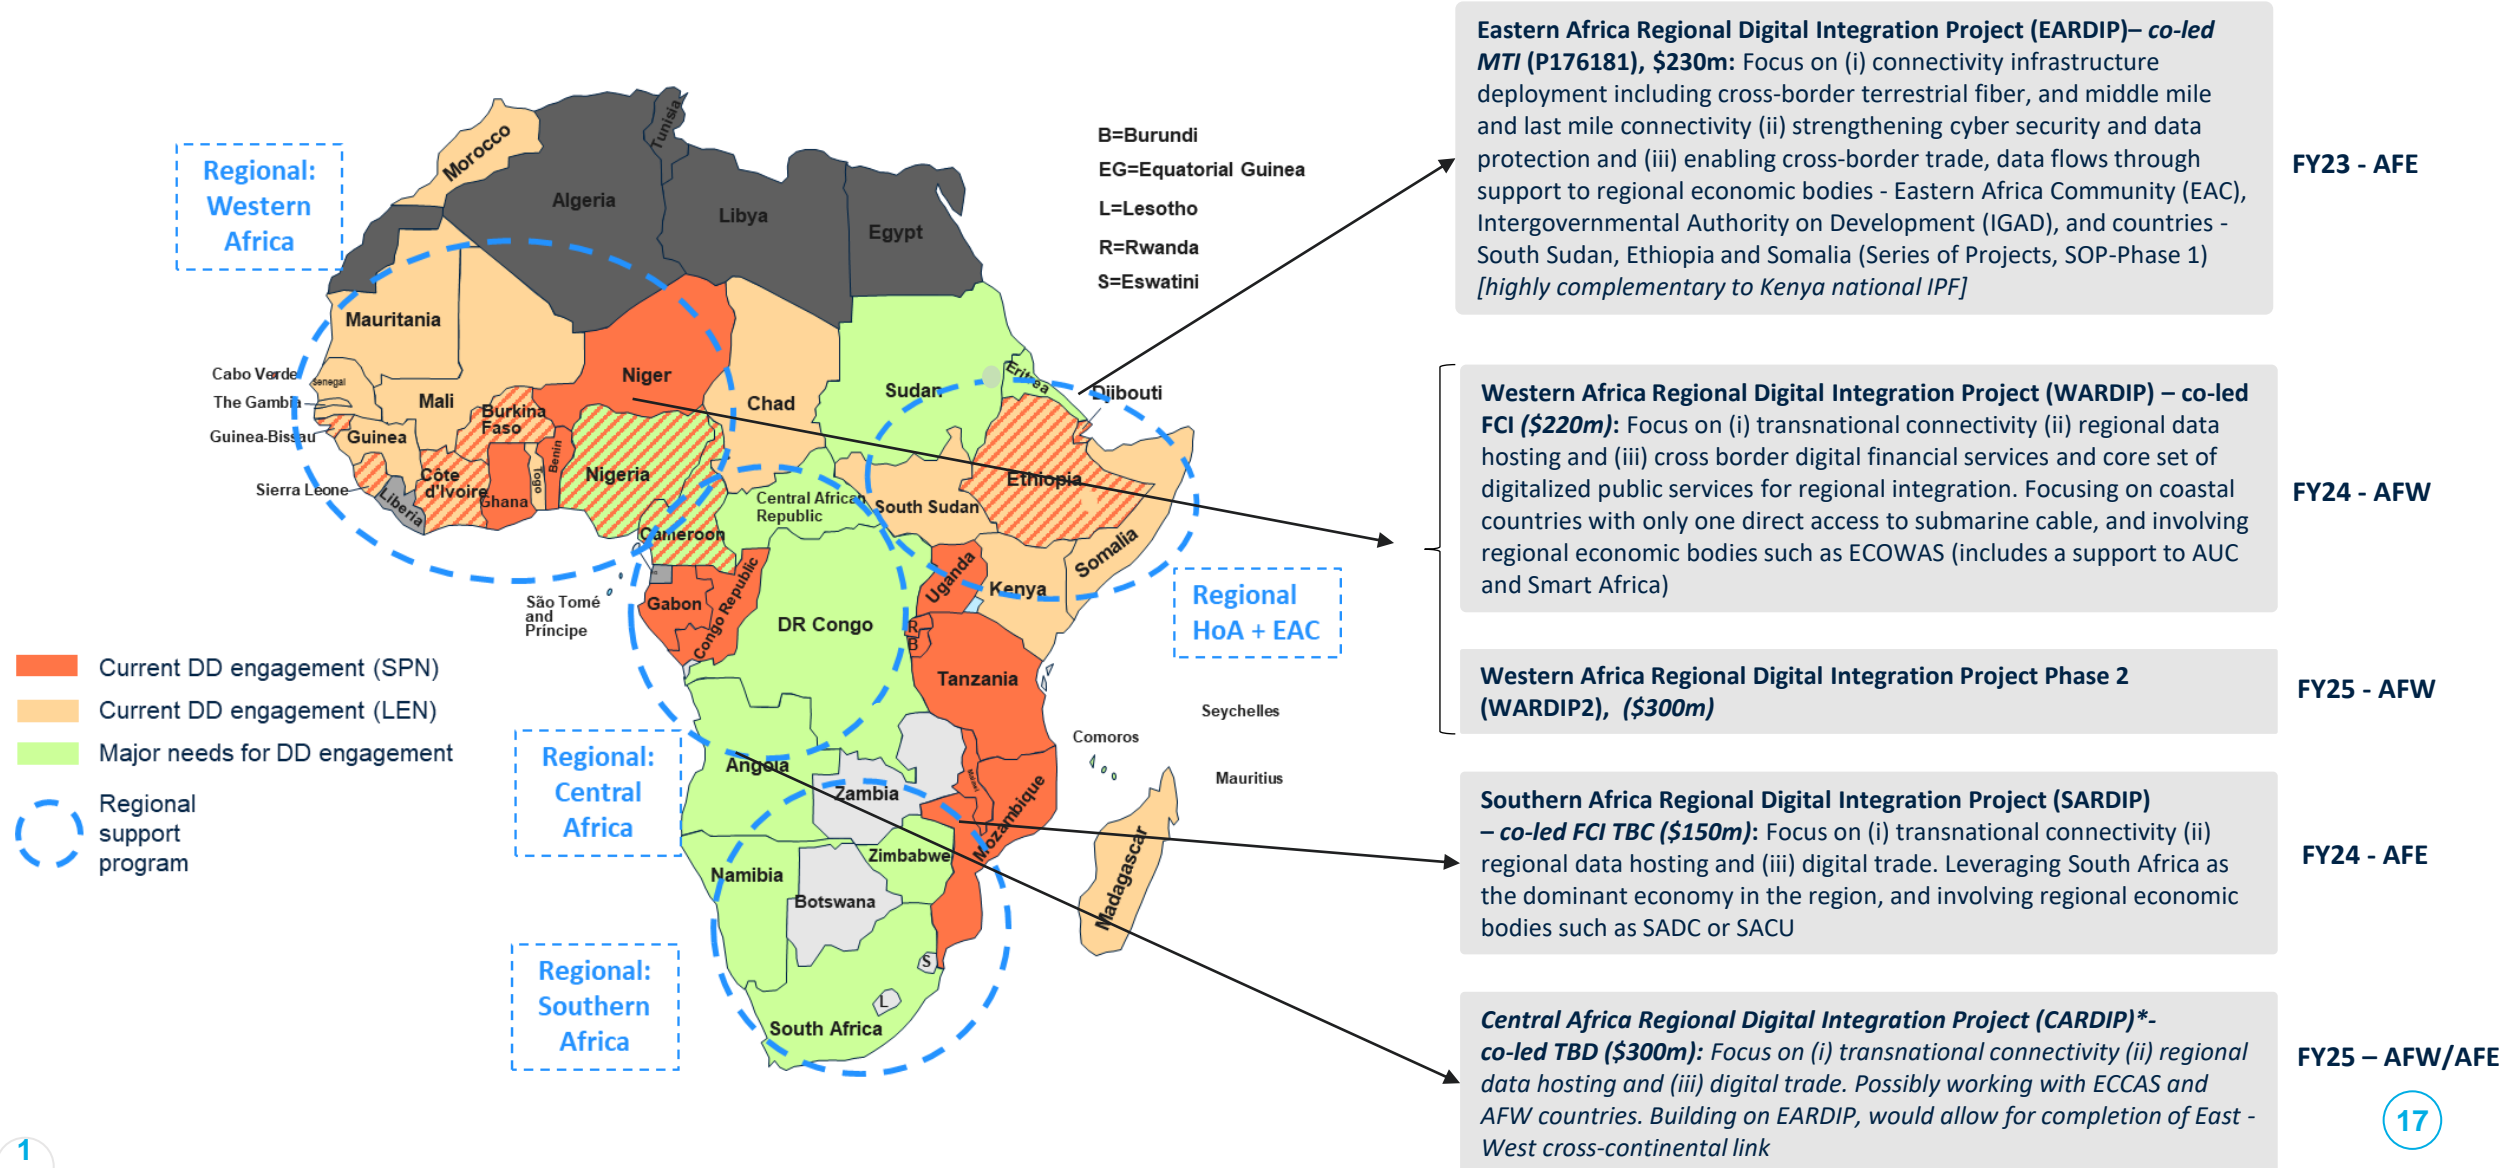 Eastern Africa Regional Digital Integration Project (EARDIP)– co-led
MTI (P176181), $230m: Focus on (i) connectivity infrastructure
deployment including cross-border terrestrial fiber, and middle mile
and last mile connectivity (ii) strengthening cyber security and data
protection and (iii) enabling cross-border trade, data flows through
support to regional economic bodies - Eastern Africa Community (EAC),
Intergovernmental Authority on Development (IGAD), and countries -
South Sudan, Ethiopia and Somalia (Series of Projects, SOP-Phase 1)
[highly complementary to Kenya national IPF]
FY23 - AFE
Western Africa Regional Digital Integration Project (WARDIP) – co-led
FCI ($220m): Focus on (i) transnational connectivity (ii) regional data
hosting and (iii) cross border digital financial services and core set of
digitalized public services for regional integration. Focusing on coastal
countries with only one direct access to submarine cable, and involving
regional economic bodies such as ECOWAS (includes a support to AUC
and Smart Africa)
FY24 - AFW
Western Africa Regional Digital Integration Project Phase 2
(WARDIP2), ($300m)
FY25 - AFW
Southern Africa Regional Digital Integration Project (SARDIP)
– co-led FCI TBC ($150m): Focus on (i) transnational connectivity (ii)
regional data hosting and (iii) digital trade. Leveraging South Africa as
the dominant economy in the region, and involving regional economic
bodies such as SADC or SACU
FY24 - AFE
Central Africa Regional Digital Integration Project (CARDIP)*-
co-led TBD ($300m): Focus on (i) transnational connectivity (ii) regional
data hosting and (iii) digital trade. Possibly working with ECCAS and
AFW countries. Building on EARDIP, would allow for completion of East -
West cross-continental link
FY25 – AFW/AFE
17
1
B=Burundi
EG=Equatorial Guinea
L=Lesotho
R=Rwanda
S=Eswatini
Regional:
Western
Africa
Regional
HoA + EAC
Regional:
Central
Africa
Regional:
Southern
Africa
Current DD engagement (SPN)
Current DD engagement (LEN)
Major needs for DD engagement
Regional
support
program
Morocco
Tunisia
Algeria
Libya
Egypt
Mauritania
Cabo Verde
Senegal
The Gambia
Guinea-Bissau
Guinea
Sierra Leone
Liberia
Mali
Burkina
Faso
Côte
d'Ivoire
Ghana
Togo
Benin
Niger
Nigeria
Chad
Sudan
Eritrea
Djibouti
Ethiopia
Somalia
South Sudan
Central African
Republic
Cameroon
São Tomé
and
Príncipe
Gabon
Congo Republic
DR Congo
Uganda
Kenya
R
B
Tanzania
Seychelles
Comoros
Mauritius
Angola
Zambia
Malawi
Mozambique
Madagascar
Zimbabwe
Namibia
Botswana
S
L
South Africa